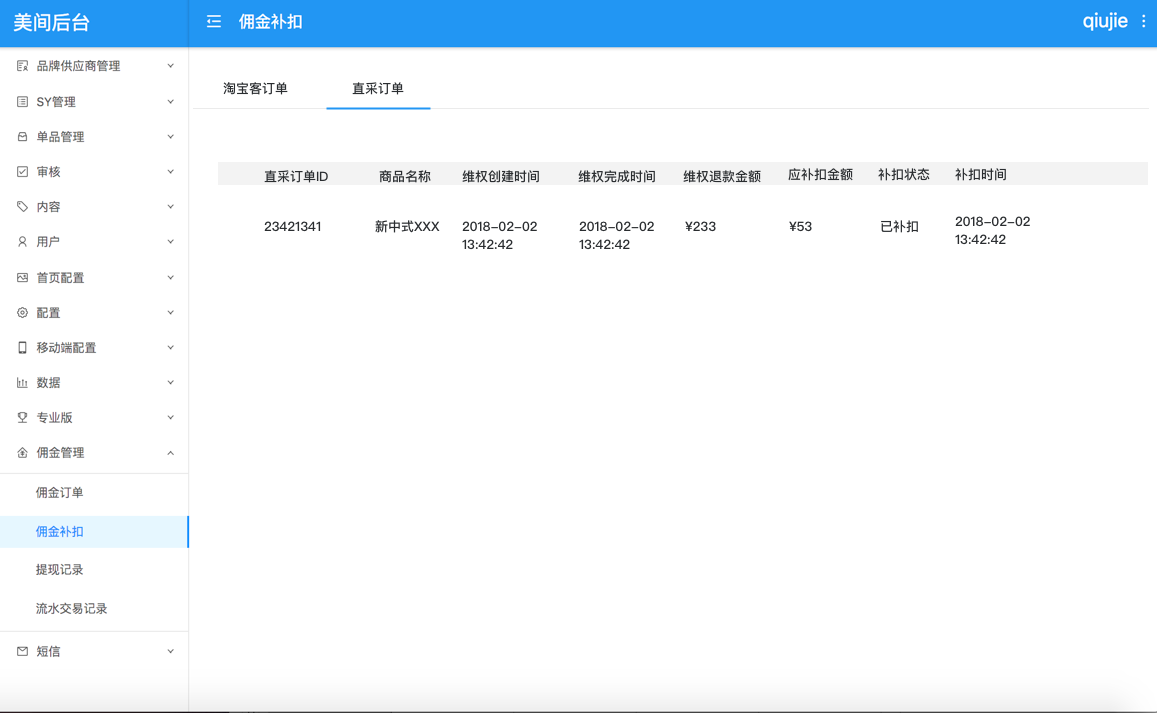 美间后台
佣金补扣
qiujie
品牌供应商管理
SY管理
单品管理
审核
内容
用户
首页配置
配置
移动端配置
数据
专业版
佣金管理
佣金订单
佣金补扣
提现记录
流水交易记录
短信
淘宝客订单 直采订单
直采订单ID 商品名称 维权创建时间 维权完成时间 维权退款金额 应补扣金额 补扣状态 补扣时间
23421341 新中式XXX 2018-02-02 2018-02-02 ¥233 ¥53 已补扣 2018-02-02
13:42:42 13:42:42 13:42:42